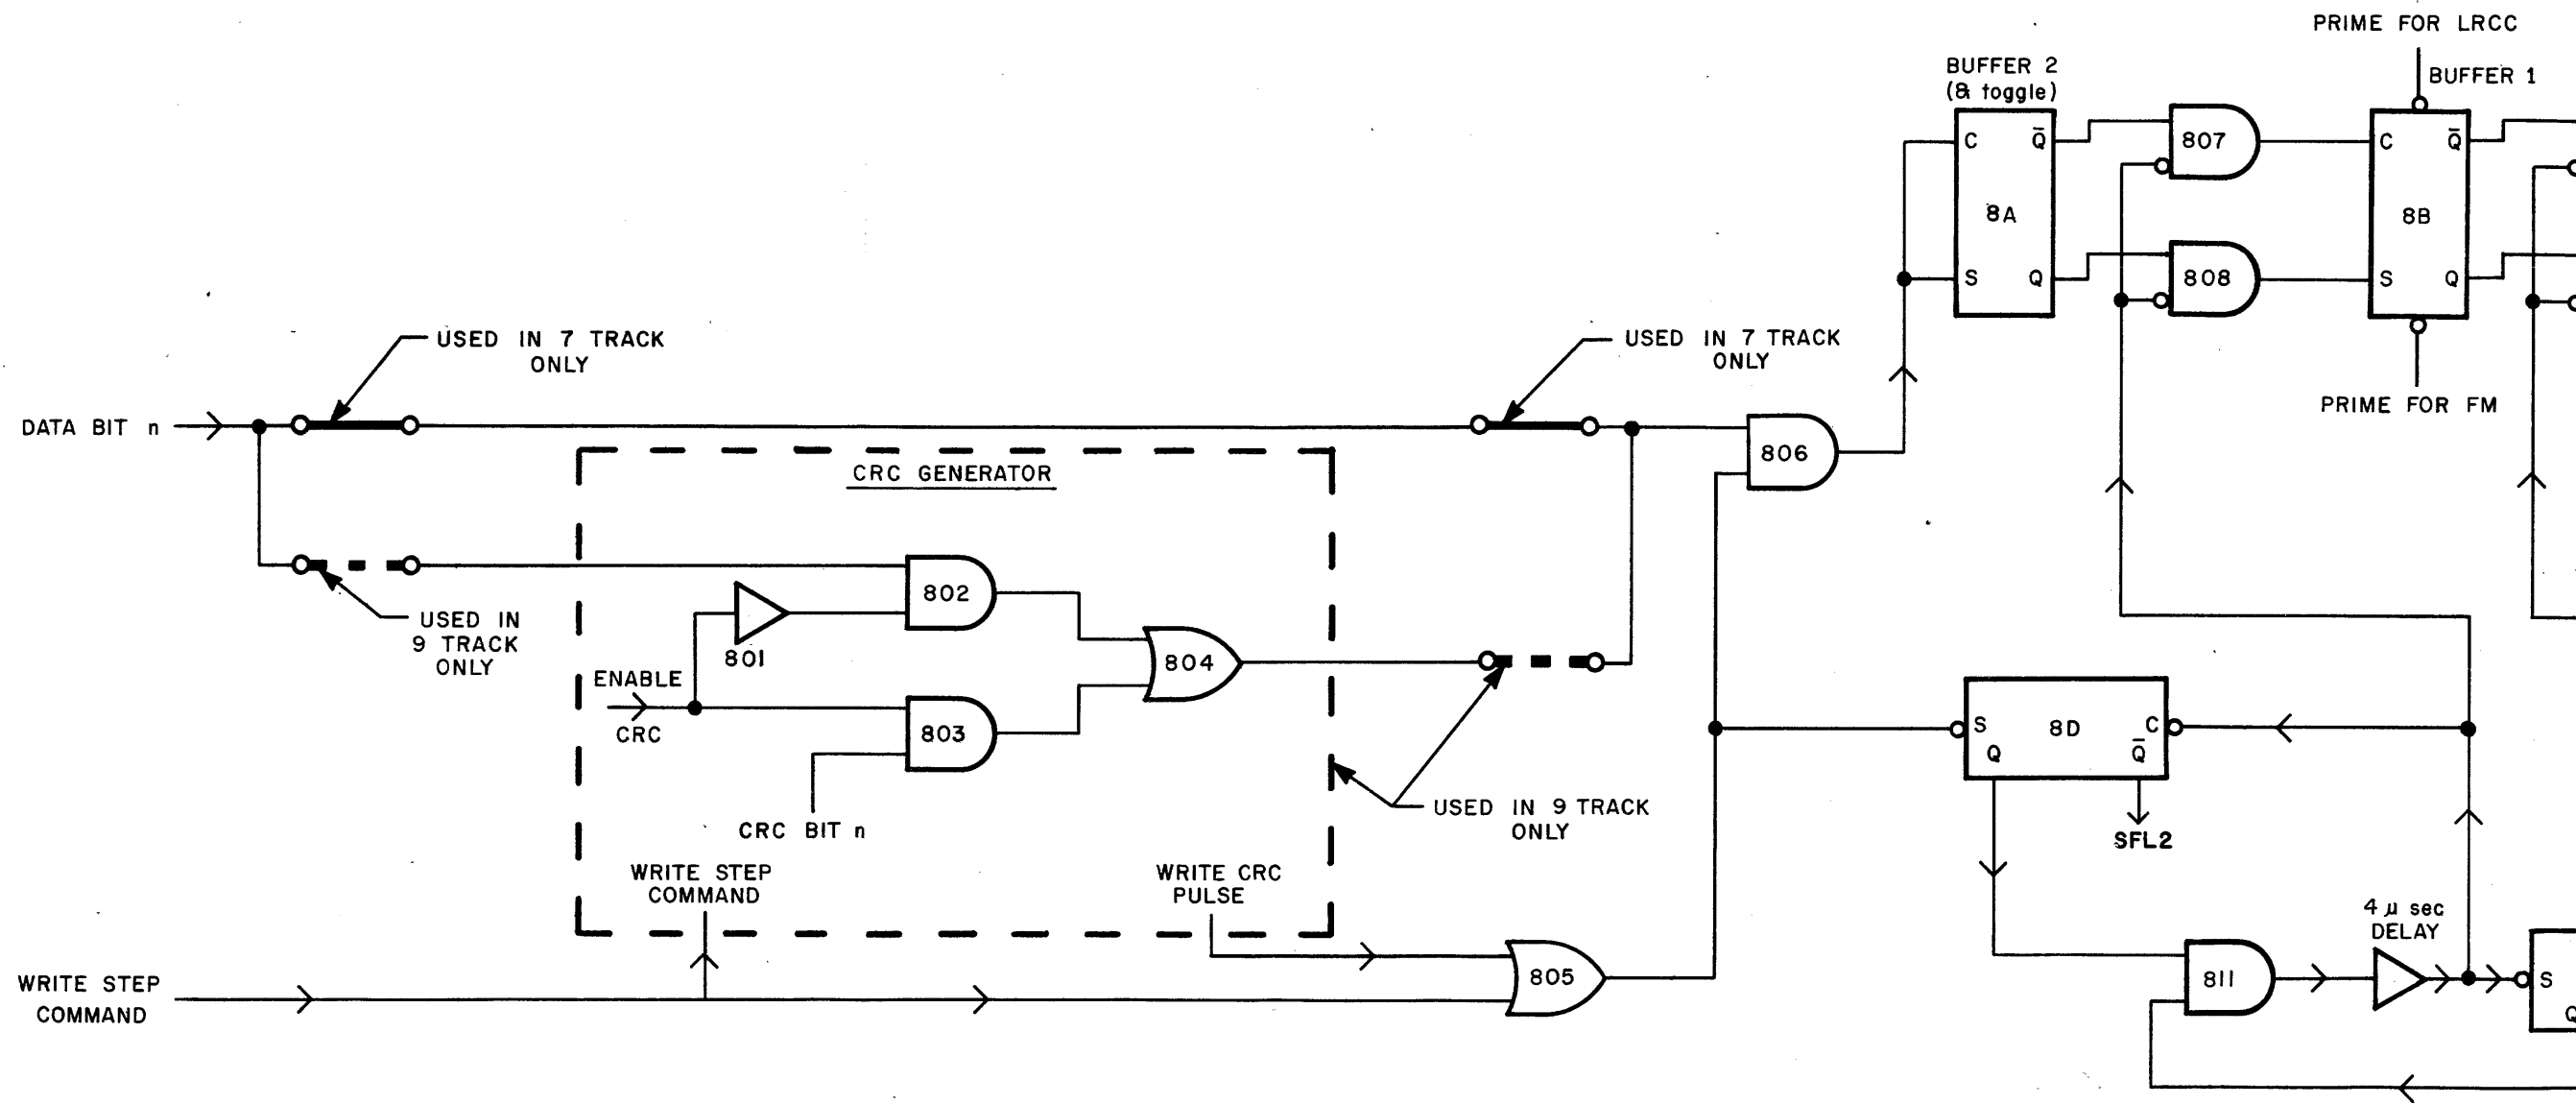 PRIME FOR LRCC
BUFFER 2
(& toggle)
BUFFER 1
C
Q̄
807
C
Q̄
8A
8B
S
Q
808
S
Q
USED IN 7 TRACK
ONLY
USED IN 7 TRACK
ONLY
PRIME FOR FM
DATA BIT n
806
CRC GENERATOR
802
USED IN
9 TRACK
ONLY
801
804
ENABLE
CRC
803
S
8D
C
Q
Q̄
USED IN 9 TRACK
ONLY
CRC BIT n
SFL2
WRITE STEP
COMMAND
WRITE CRC
PULSE
4 μ sec
DELAY
WRITE STEP
COMMAND
805
811
S
Q